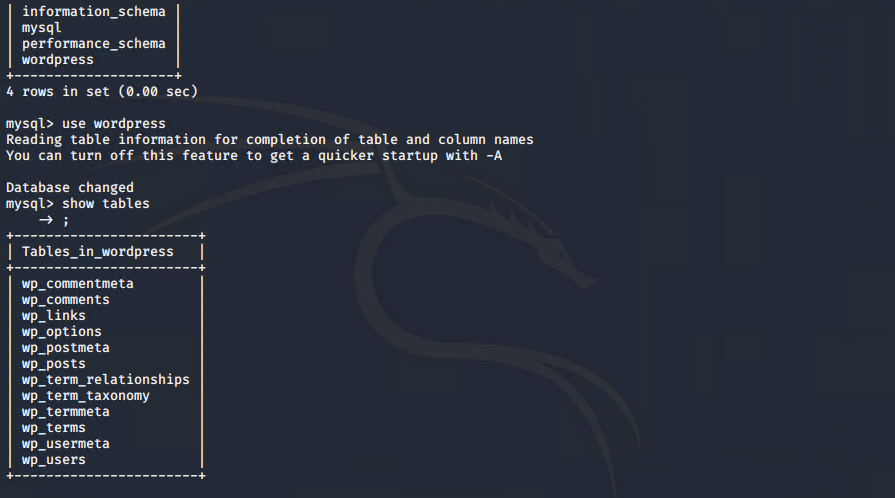 | information_schema |
| mysql |
| performance_schema |
| wordpress |
+--------------------+
4 rows in set (0.00 sec)
mysql> use wordpress
Reading table information for completion of table and column names
You can turn off this feature to get a quicker startup with -A
Database changed
mysql> show tables
    → ;
+-----------------------+
| Tables_in_wordpress |
+-----------------------+
| wp_commentmeta |
| wp_comments |
| wp_links |
| wp_options |
| wp_postmeta |
| wp_posts |
| wp_term_relationships |
| wp_term_taxonomy |
| wp_termmeta |
| wp_terms |
| wp_usermeta |
| wp_users |
+-----------------------+